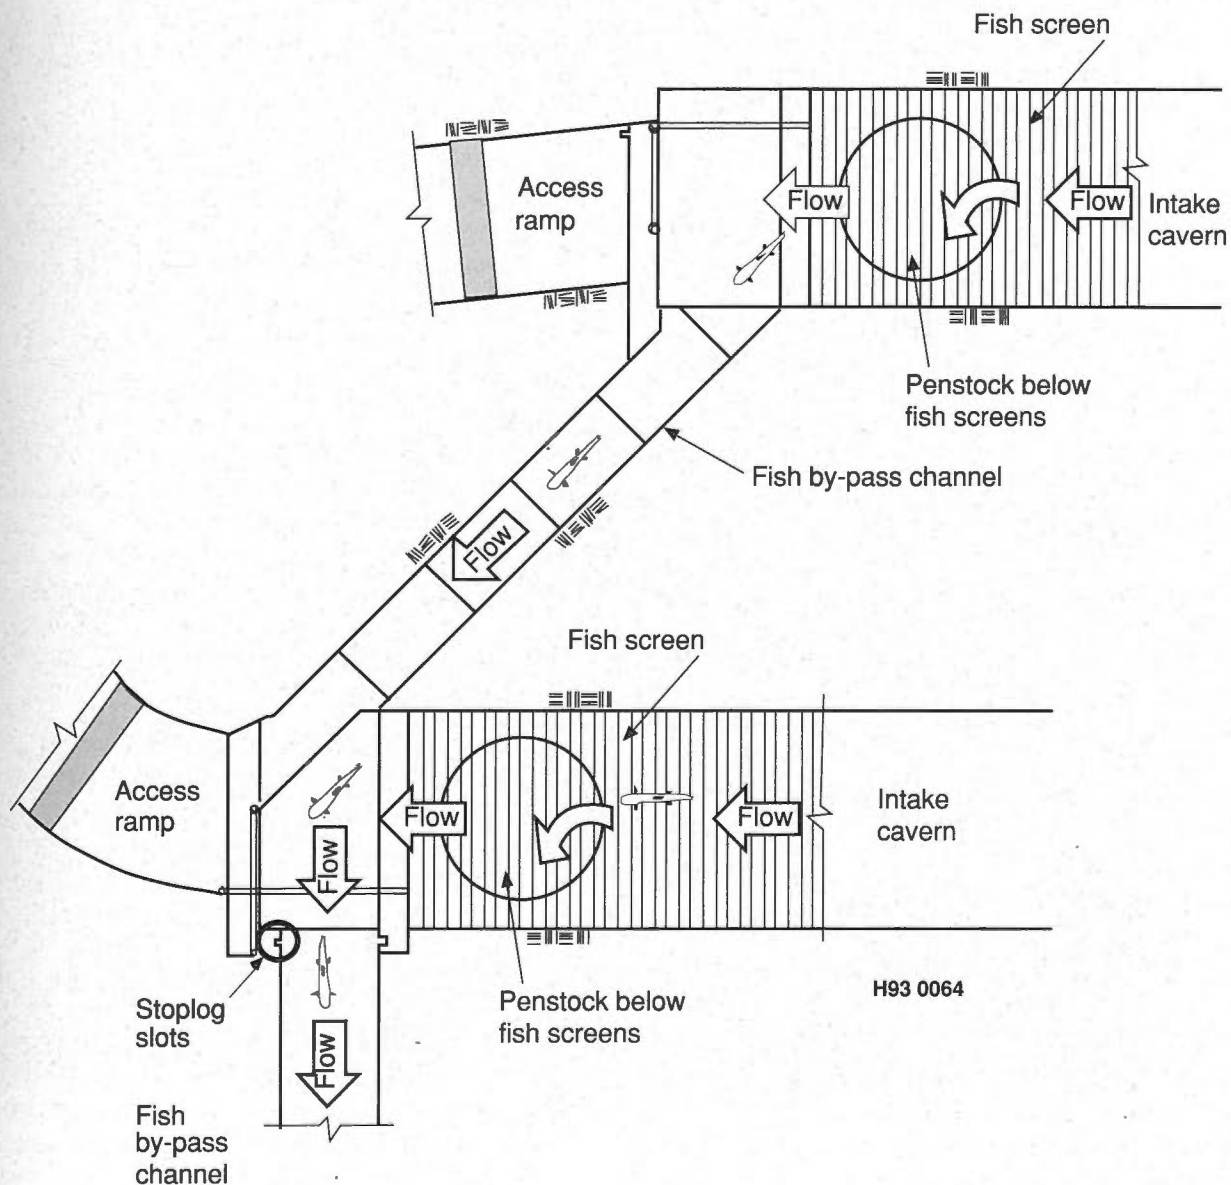 Fish screen
Access
ramp
Flow
Flow
Intake
cavern
Penstock below
fish screens
Fish by-pass channel
Flow
Fish screen
Access
ramp
Flow
Flow
Flow
Intake
cavern
Stoplog
slots
Penstock below
fish screens
H93 0064
Flow
Fish
by-pass
channel